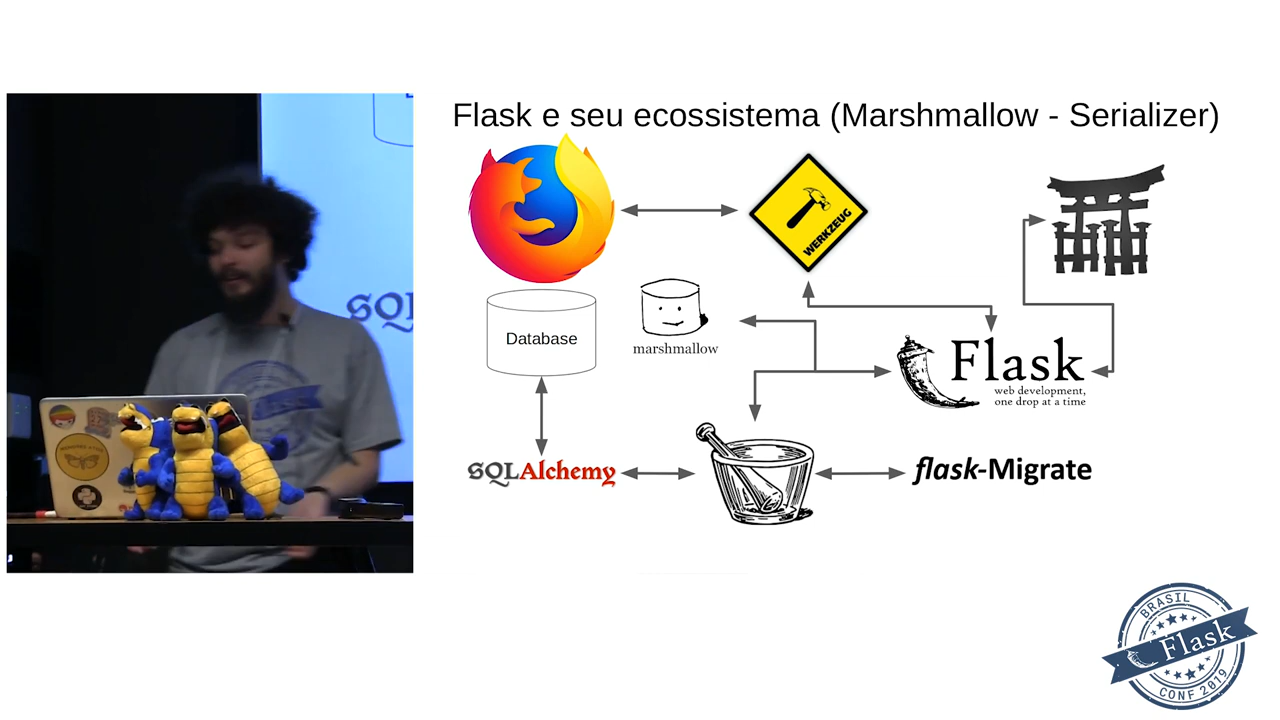 Flask e seu ecossistema (Marshmallow - Serializer)
WERKZEUG
Database
marshmallow
Flask
web development,
one drop at a time
SQLAlchemy
flask-Migrate
SQL
BRASIL
Flask
CONF 2019